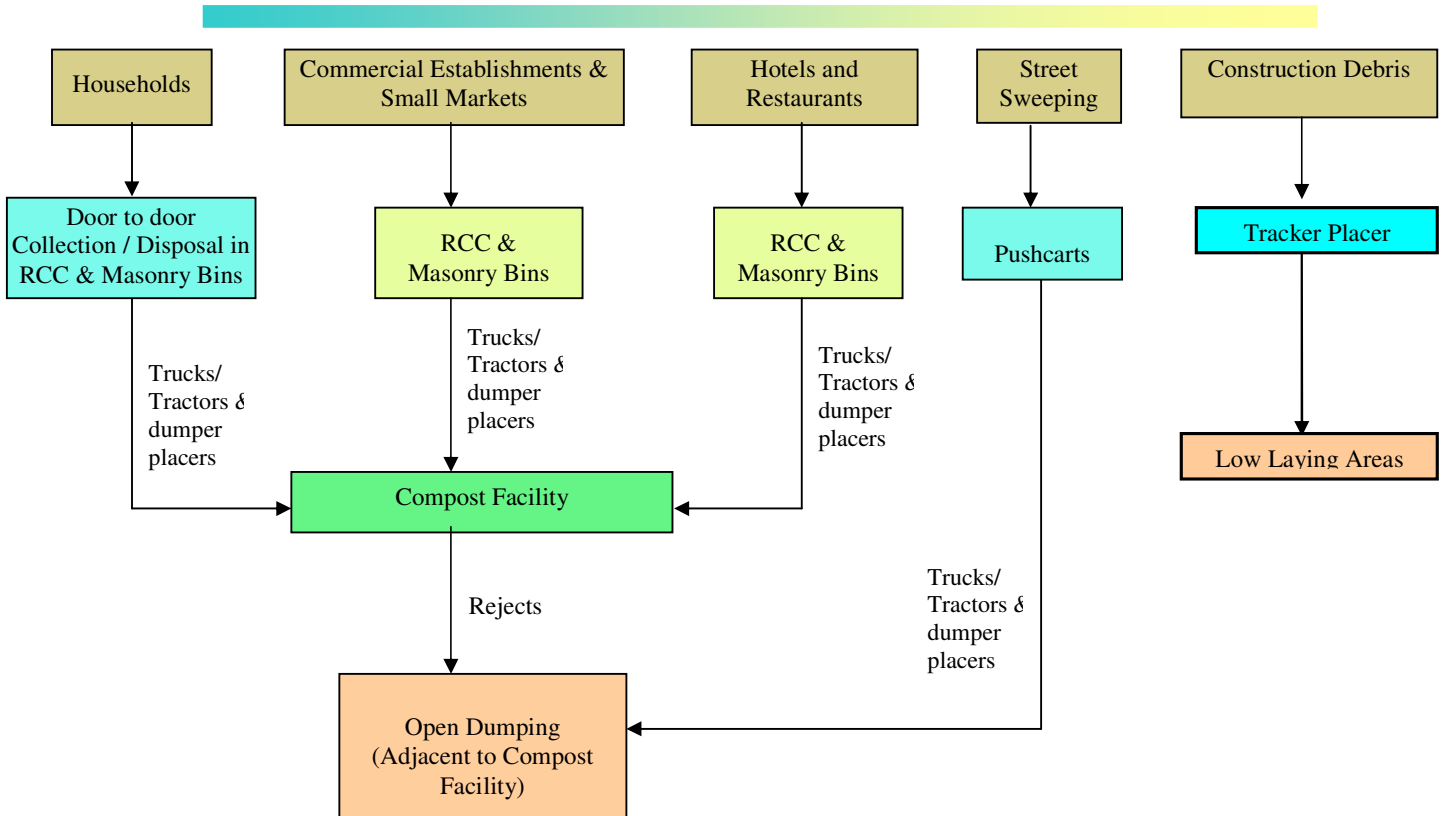 Households
Commercial Establishments &
Small Markets
Hotels and
Restaurants
Street
Sweeping
Construction Debris
Door to door
Collection / Disposal in
RCC & Masonry Bins
RCC &
Masonry Bins
RCC &
Masonry Bins
Pushcarts
Tracker Placer
Trucks/
Tractors &
dumper
placers
Trucks/
Tractors &
dumper
placers
Trucks/
Tractors &
dumper
placers
Low Laying Areas
Compost Facility
Rejects
Trucks/
Tractors &
dumper
placers
Open Dumping
(Adjacent to Compost
Facility)